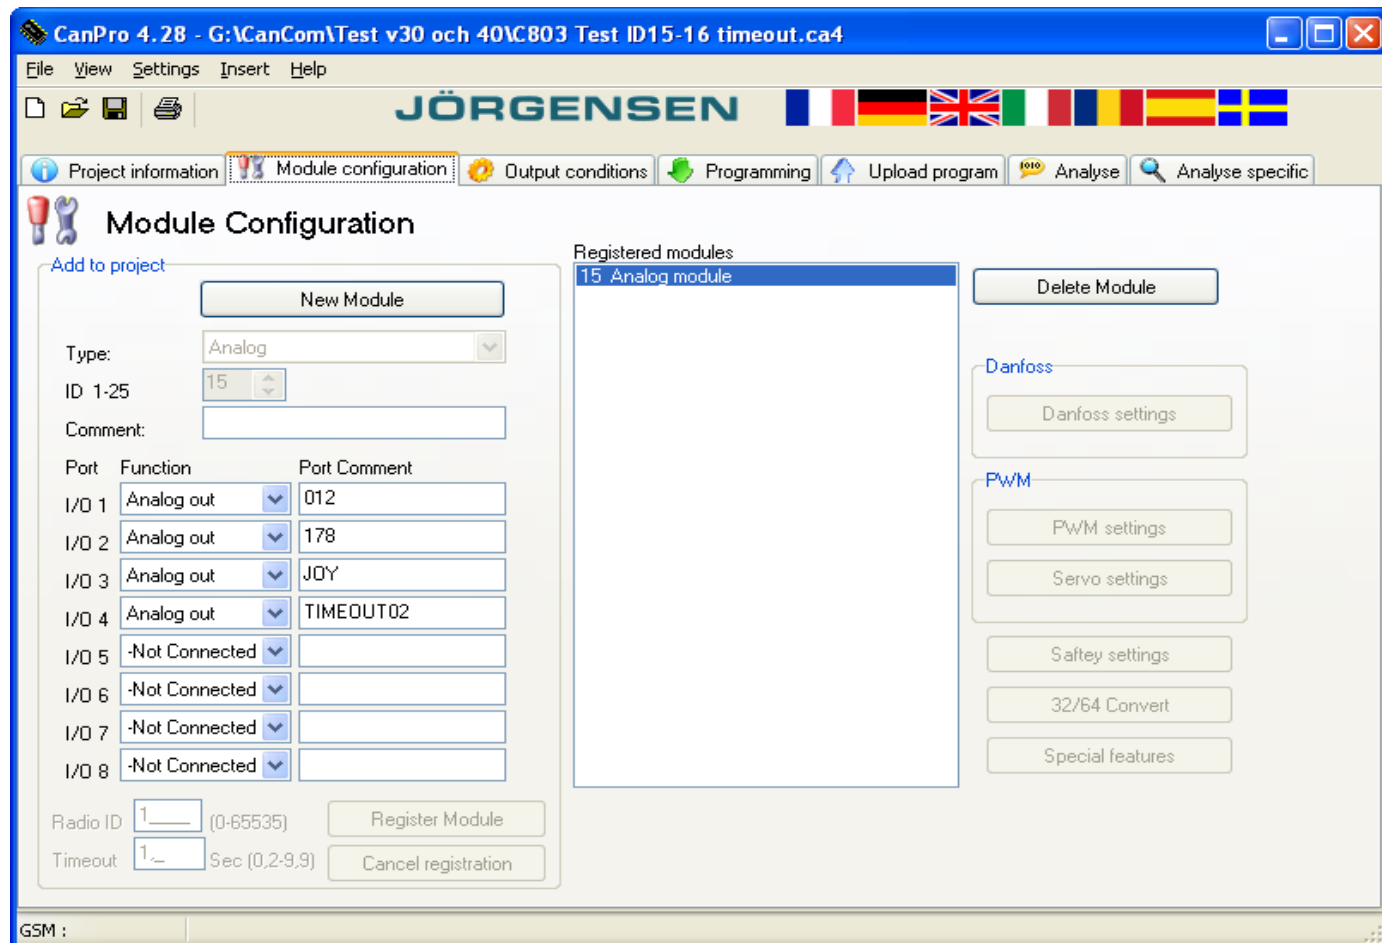 CanPro 4.28 - G:\CanCom\Test v30 och 40\C803 Test ID15-16 timeout.ca4
File View Settings Insert Help
JÖRGENSEN
Project information Module configuration Output conditions Programming Upload program Analyse Analyse specific
Module Configuration
Add to project
New Module
Type: Analog
ID 1-25 15
Comment:
Port Function Port Comment
I/O 1 Analog out 012
I/O 2 Analog out 178
I/O 3 Analog out JOY
I/O 4 Analog out TIMEOUT02
I/O 5 -Not Connected
I/O 6 -Not Connected
I/O 7 -Not Connected
I/O 8 -Not Connected
Radio ID 1____ (0-65535) Register Module
Timeout 1,_ Sec (0,2-9,9) Cancel registration
Registered modules
15 Analog module
Delete Module
Danfoss
Danfoss settings
PWM
PWM settings
Servo settings
Saftey settings
32/64 Convert
Special features
GSM :